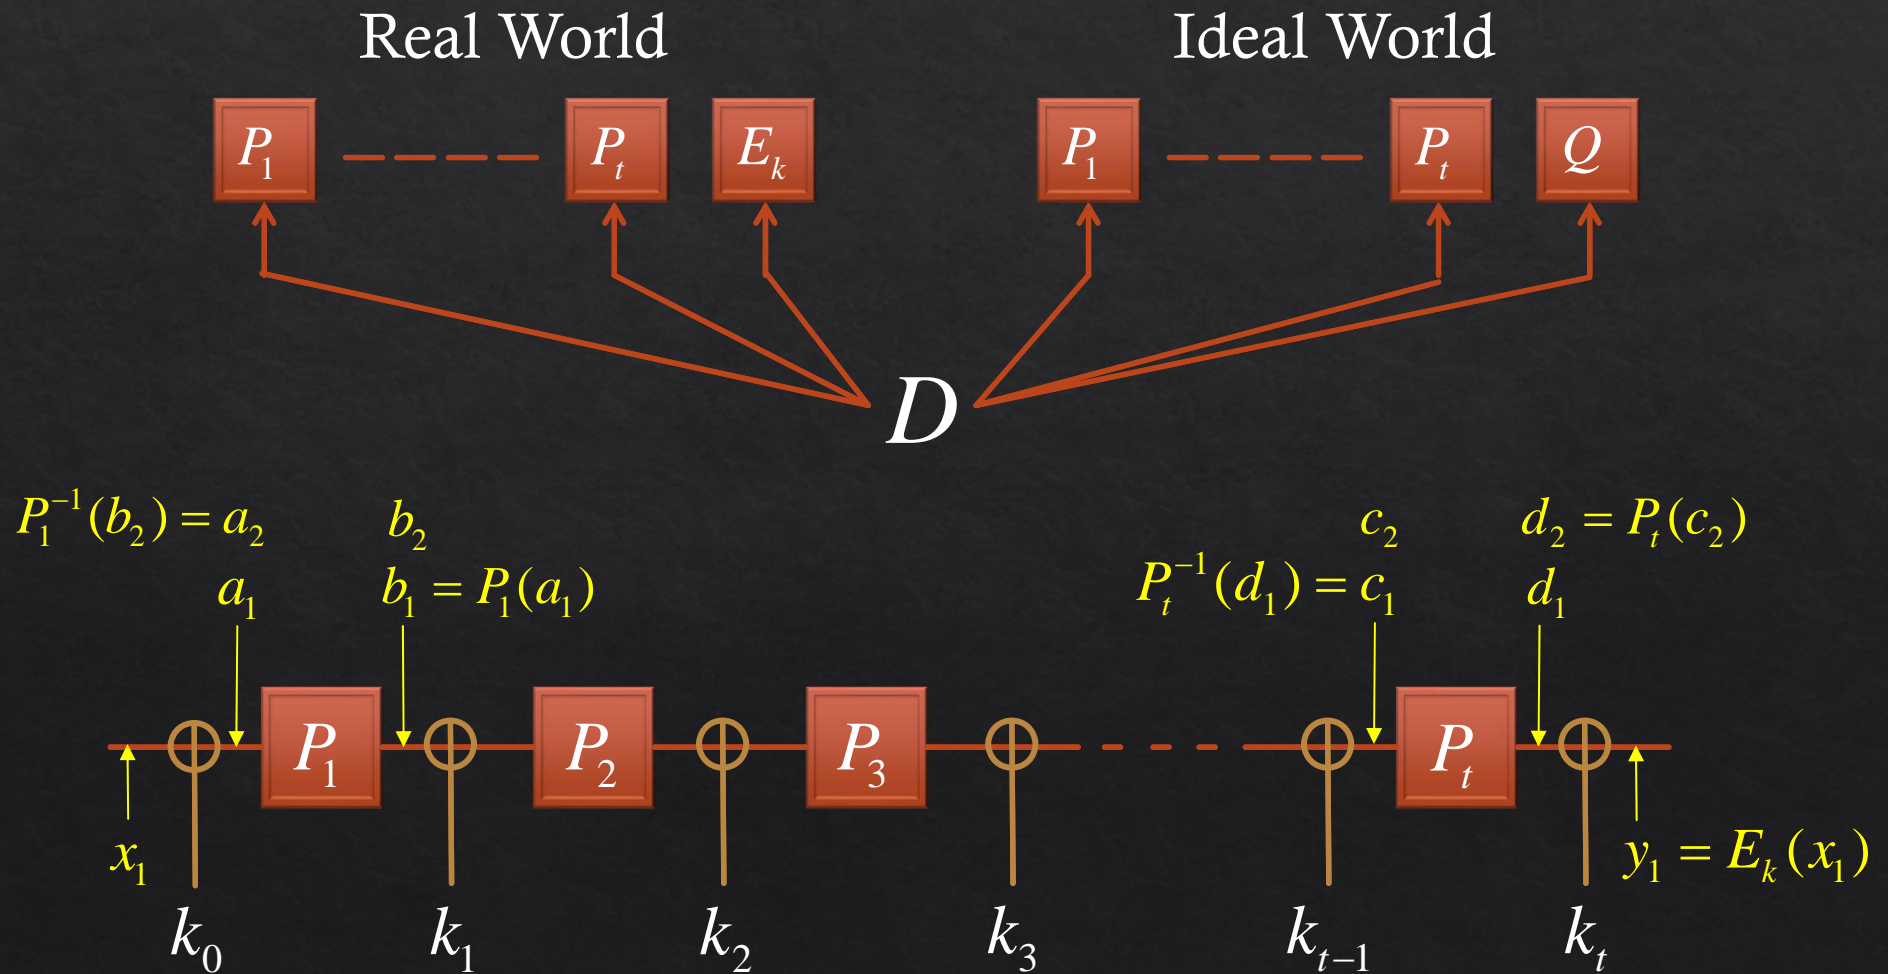 Real World Ideal World
P₁ Pₜ Eₖ P₁ Pₜ Q
D
P₁⁻¹(b₂) = a₂ b₂ c₂ d₂ = Pₜ(c₂)
a₁ b₁ = P₁(a₁) Pₜ⁻¹(d₁) = c₁ d₁
P₁ P₂ P₃ Pₜ
x₁ y₁ = Eₖ(x₁)
k₀ k₁ k₂ k₃ kₜ₋₁ kₜ